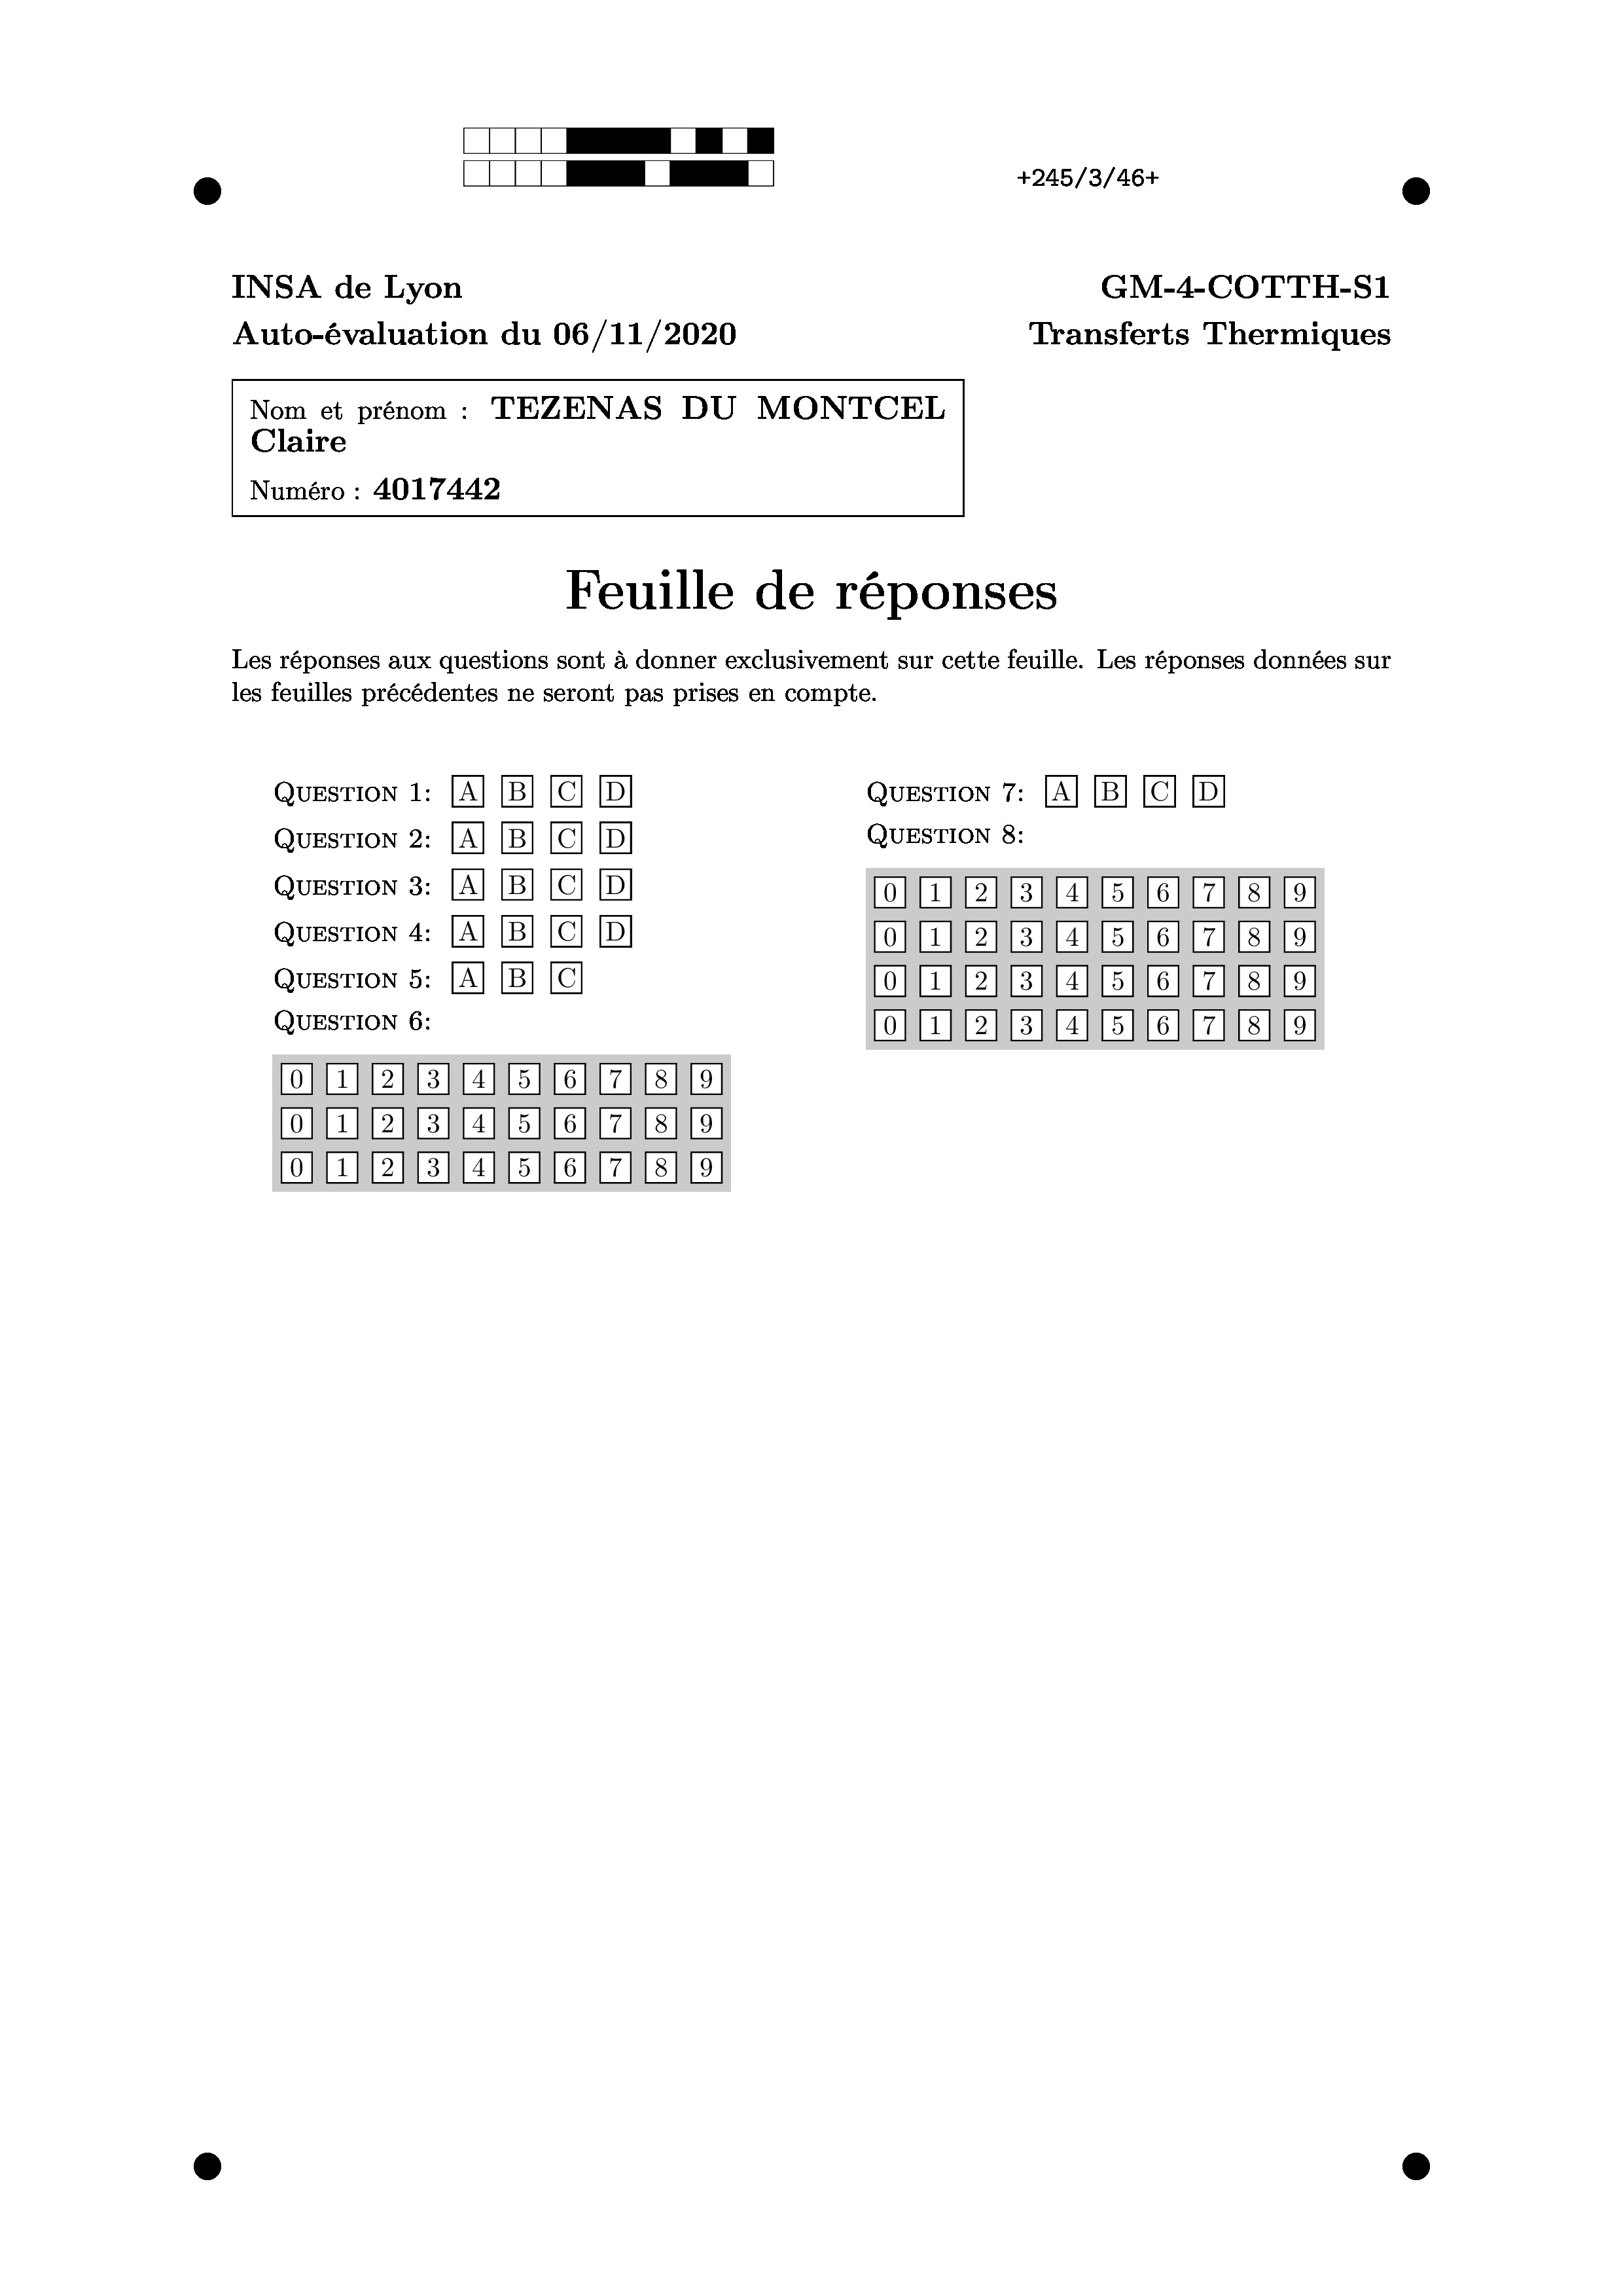 +245/3/46+
INSA de Lyon GM-4-COTTH-S1
Auto-évaluation du 06/11/2020 Transferts Thermiques
Nom et prénom : TEZENAS DU MONTCEL
Claire
Numéro : 4017442
Feuille de réponses
Les réponses aux questions sont à donner exclusivement sur cette feuille. Les réponses données sur
les feuilles précédentes ne seront pas prises en compte.
QUESTION 1: A B C D
QUESTION 2: A B C D
QUESTION 3: A B C D
QUESTION 4: A B C D
QUESTION 5: A B C
QUESTION 6:
0 1 2 3 4 5 6 7 8 9
0 1 2 3 4 5 6 7 8 9
0 1 2 3 4 5 6 7 8 9
QUESTION 7: A B C D
QUESTION 8:
0 1 2 3 4 5 6 7 8 9
0 1 2 3 4 5 6 7 8 9
0 1 2 3 4 5 6 7 8 9
0 1 2 3 4 5 6 7 8 9